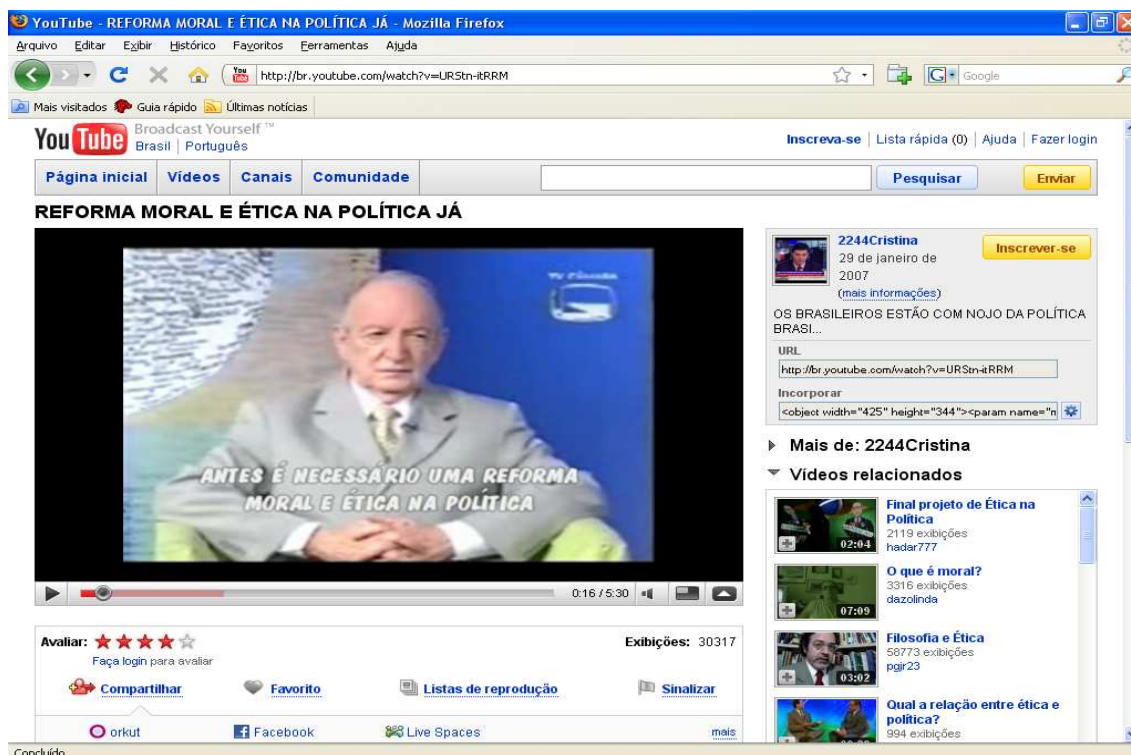 YouTube - REFORMA MORAL E ÉTICA NA POLÍTICA JÁ - Mozilla Firefox
Arquivo Editar Exibir Histórico Favoritos Ferramentas Ajuda
http://br.youtube.com/watch?v=URStn-itRRM
Google
Mais visitados Guia rápido Últimas notícias
YouTube Broadcast Yourself ™
Brasil | Português
Inscreva-se | Lista rápida (0) | Ajuda | Fazer login
Página inicial Vídeos Canais Comunidade
Pesquisar Enviar
REFORMA MORAL E ÉTICA NA POLÍTICA JÁ
TV CÂMARA
ANTES É NECESSÁRIO UMA REFORMA
MORAL E ÉTICA NA POLÍTICA
0:16 / 5:30
Avaliar:
Exibições: 30317
Faça login para avaliar
Compartilhar Favorito Listas de reprodução Sinalizar
orkut Facebook Live Spaces mais
2244Cristina
Inscrever-se
29 de janeiro de
2007
(mais informações)
OS BRASILEIROS ESTÃO COM NOJO DA POLÍTICA
BRASI...
URL
http://br.youtube.com/watch?v=URStn-itRRM
Incorporar
<object width="425" height="344"><param name="n
Mais de: 2244Cristina
Vídeos relacionados
Final projeto de Ética na
Política
2119 exibições
hadar777
02:04
O que é moral?
3316 exibições
dazolinda
07:09
Filosofia e Ética
58773 exibições
pgjr23
03:02
Qual a relação entre ética e
política?
994 exibições
Concluído